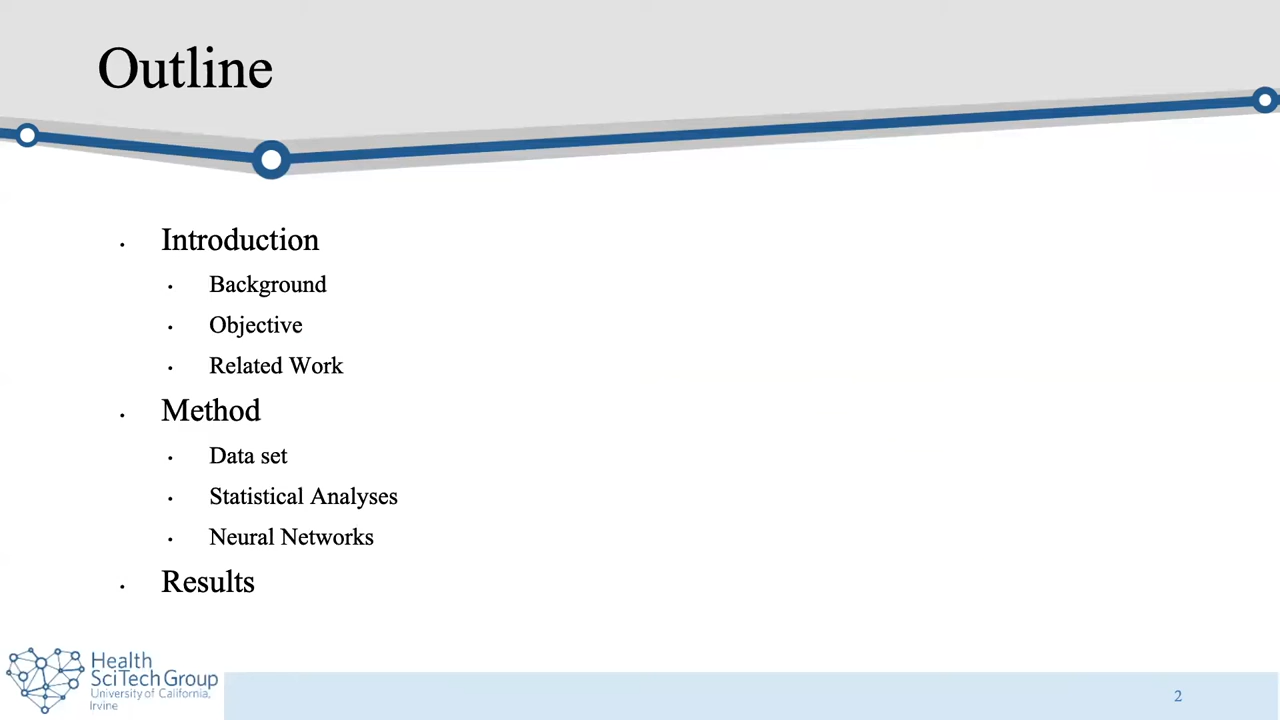 Outline
Introduction
Background
Objective
Related Work
Method
Data set
Statistical Analyses
Neural Networks
Results
Health
SciTech Group
University of California,
Irvine
2